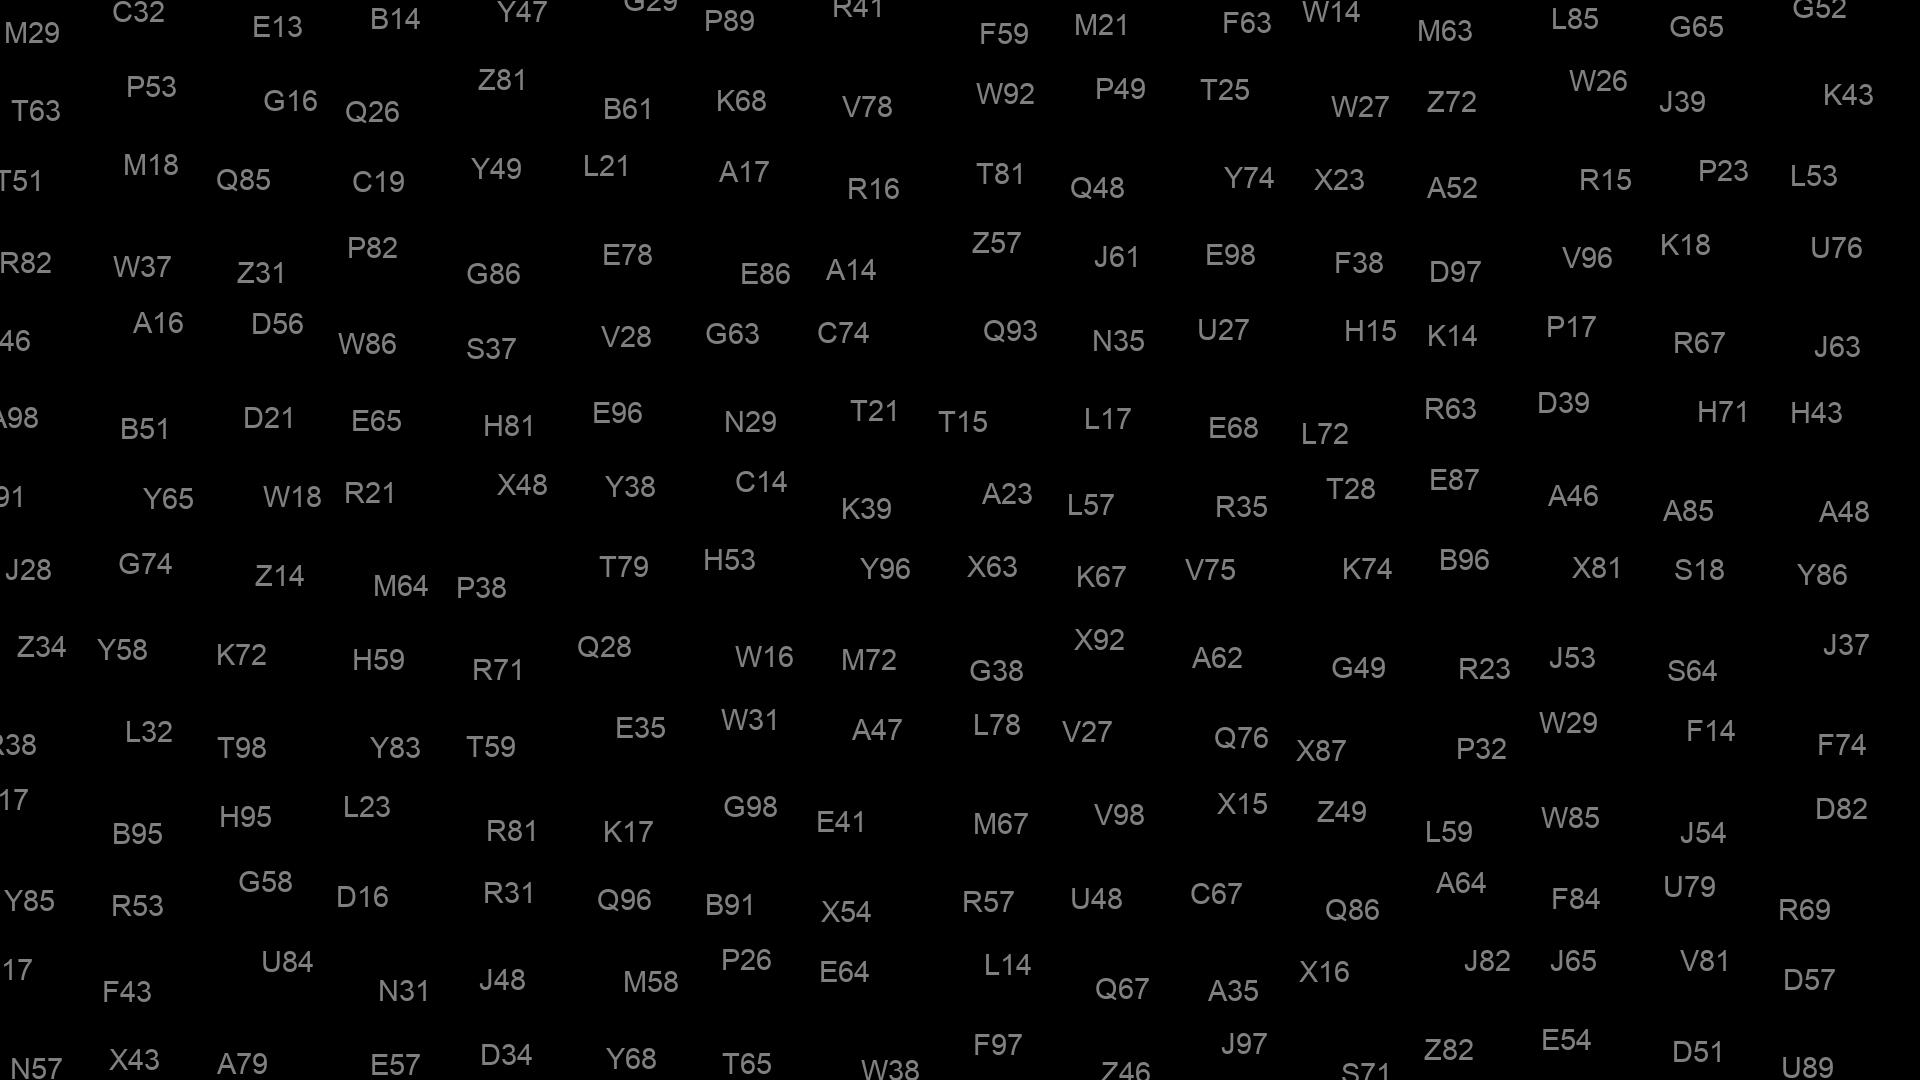 M29 C32 E13 B14 Y47 G29 P89 R41 F59 M21 F63 W14 M63 L85 G65 G52
T63 P53 G16 Q26 Z81 B61 K68 V78 W92 P49 T25 W27 Z72 W26 J39 K43
T51 M18 Q85 C19 Y49 L21 A17 R16 T81 Q48 Y74 X23 A52 R15 P23 L53
R82 W37 Z31 P82 G86 E78 E86 A14 Z57 J61 E98 F38 D97 V96 K18 U76
46 A16 D56 W86 S37 V28 G63 C74 Q93 N35 U27 H15 K14 P17 R67 J63
A98 B51 D21 E65 H81 E96 N29 T21 T15 L17 E68 L72 R63 D39 H71 H43
91 Y65 W18 R21 X48 Y38 C14 K39 A23 L57 R35 T28 E87 A46 A85 A48
J28 G74 Z14 M64 P38 T79 H53 Y96 X63 K67 V75 K74 B96 X81 S18 Y86
Z34 Y58 K72 H59 R71 Q28 W16 M72 G38 X92 A62 G49 R23 J53 S64 J37
38 L32 T98 Y83 T59 E35 W31 A47 L78 V27 Q76 X87 P32 W29 F14 F74
17 B95 H95 L23 R81 K17 G98 E41 M67 V98 X15 Z49 L59 W85 J54 D82
Y85 R53 G58 D16 R31 Q96 B91 X54 R57 U48 C67 Q86 A64 F84 U79 R69
17 F43 U84 N31 J48 M58 P26 E64 L14 Q67 A35 X16 J82 J65 V81 D57
N57 X43 A79 E57 D34 Y68 T65 W38 F97 Z46 J97 S71 Z82 E54 D51 U89